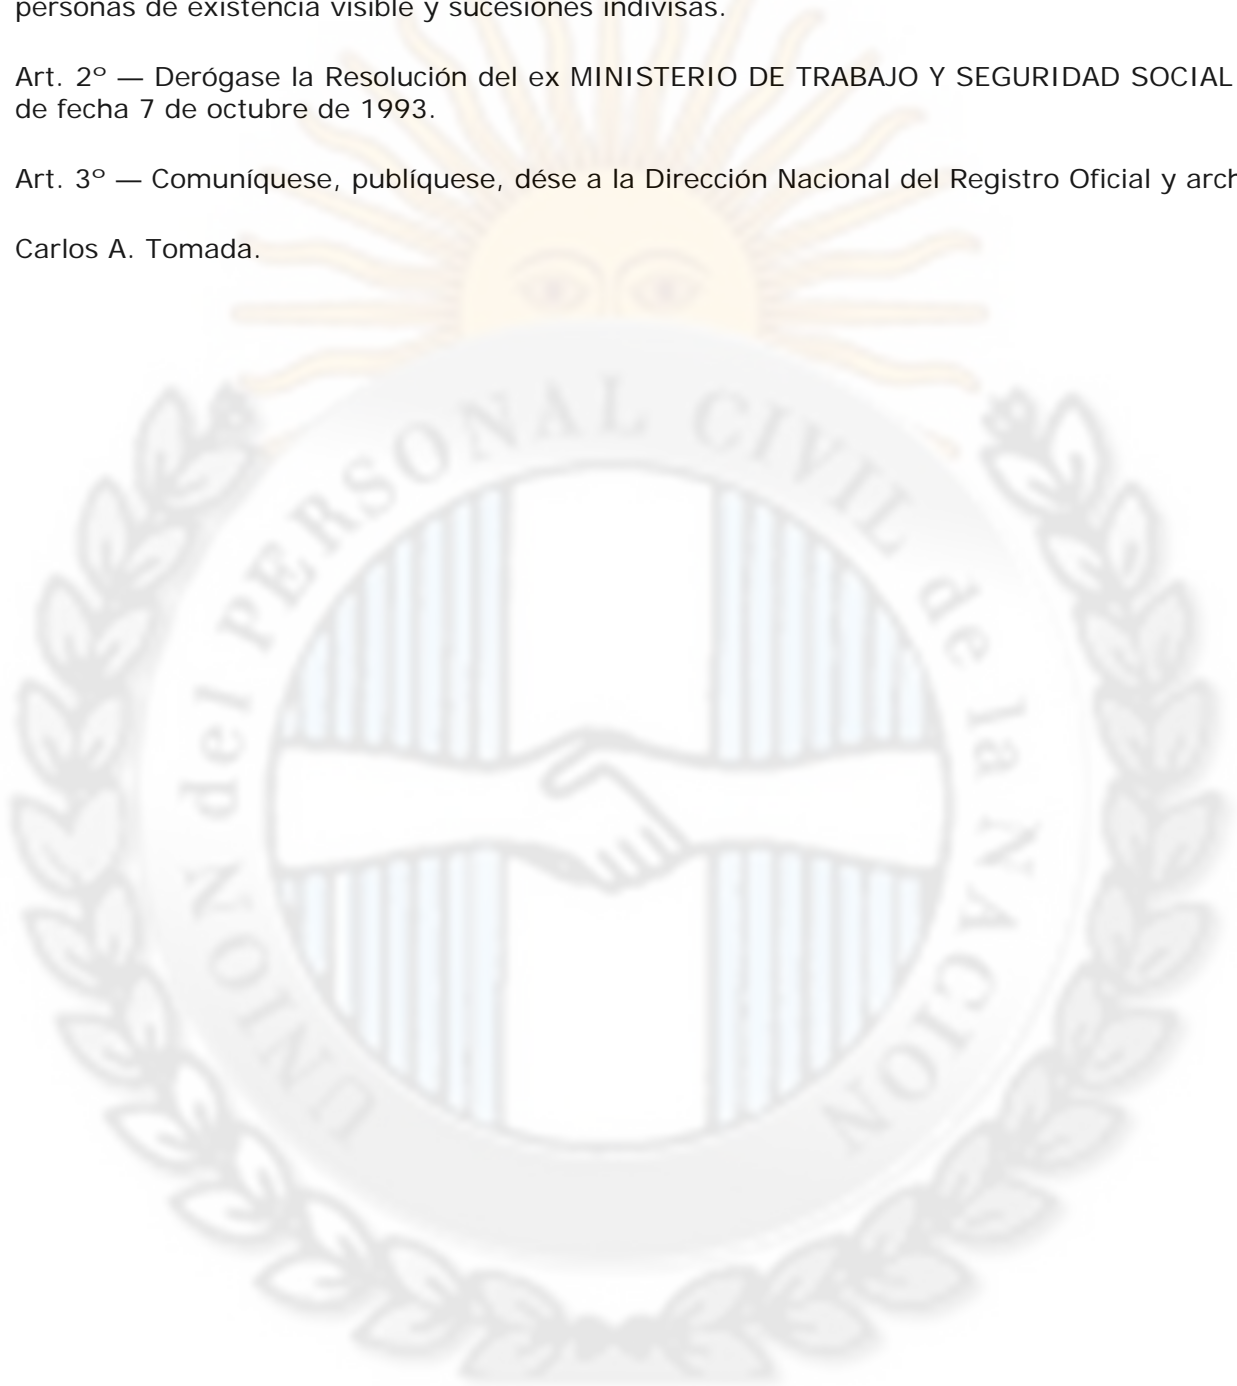 personas de existencia visible y sucesiones indivisas.
Art. 2º — Derógase la Resolución del ex MINISTERIO DE TRABAJO Y SEGURIDAD SOCIAL
de fecha 7 de octubre de 1993.
Art. 3º — Comuníquese, publíquese, dése a la Dirección Nacional del Registro Oficial y
Carlos A. Tomada.
UNION del PERSONAL CIVIL de la NACION